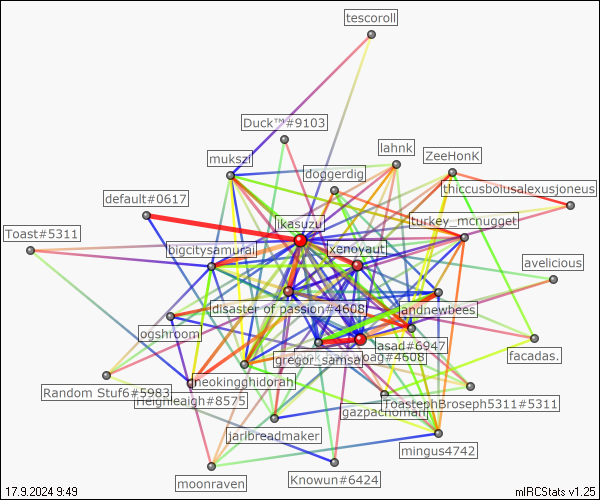 tescoroll
Duck™#9103
lahnk
mukszi
ZeeHonK
doggerdig
thiccusbolusalexusjoneus
default#0617
ikasuzu
turkey_mcnugget
Toast#5311
bigcitysamurai
xenoyaut
avelicious
disaster of passion#4608
andnewbees
ogshroom
asad#6947
gregor_samsa
pag#4608
facadas.
neokingghidorah
Random Stuf6#5983
Heighleaigh#8575
ToastephBroseph5311#5311
gazpachoman
jaribreadmaker
mingus4742
moonraven
Knowun#6424
17.9.2024 9:49
mIRCStats v1.25